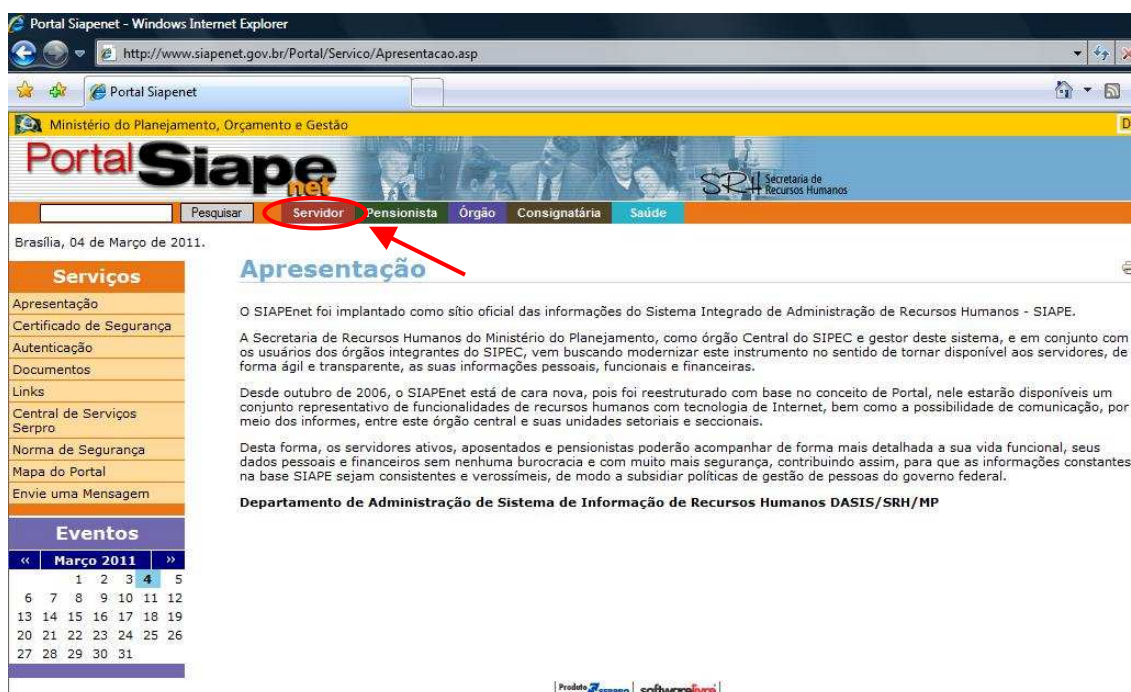 Portal Siapenet - Windows Internet Explorer
http://www.siapenet.gov.br/Portal/Servico/Apresentacao.asp
Portal Siapenet
Ministério do Planejamento, Orçamento e Gestão
D
Portal Siape
net
SRH Secretaria de
Recursos Humanos
Pesquisar Servidor Pensionista Órgão Consignatária Saúde
Brasília, 04 de Março de 2011.
Serviços
Apresentação
Certificado de Segurança
Autenticação
Documentos
Links
Central de Serviços
Serpro
Norma de Segurança
Mapa do Portal
Envie uma Mensagem
Eventos
« Março 2011 »
1 2 3 4 5
6 7 8 9 10 11 12
13 14 15 16 17 18 19
20 21 22 23 24 25 26
27 28 29 30 31
Apresentação
O SIAPEnet foi implantado como sítio oficial das informações do Sistema Integrado de Administração de Recursos Humanos - SIAPE.
A Secretaria de Recursos Humanos do Ministério do Planejamento, como órgão Central do SIPEC e gestor deste sistema, e em conjunto com
os usuários dos órgãos integrantes do SIPEC, vem buscando modernizar este instrumento no sentido de tornar disponível aos servidores, de
forma ágil e transparente, as suas informações pessoais, funcionais e financeiras.
Desde outubro de 2006, o SIAPEnet está de cara nova, pois foi reestruturado com base no conceito de Portal, nele estarão disponíveis um
conjunto representativo de funcionalidades de recursos humanos com tecnologia de Internet, bem como a possibilidade de comunicação, por
meio dos informes, entre este órgão central e suas unidades setoriais e seccionais.
Desta forma, os servidores ativos, aposentados e pensionistas poderão acompanhar de forma mais detalhada a sua vida funcional, seus
dados pessoais e financeiros sem nenhuma burocracia e com muito mais segurança, contribuindo assim, para que as informações constantes
na base SIAPE sejam consistentes e verossímeis, de modo a subsidiar políticas de gestão de pessoas do governo federal.
Departamento de Administração de Sistema de Informação de Recursos Humanos DASIS/SRH/MP
Produto SERPRO softwarelivre